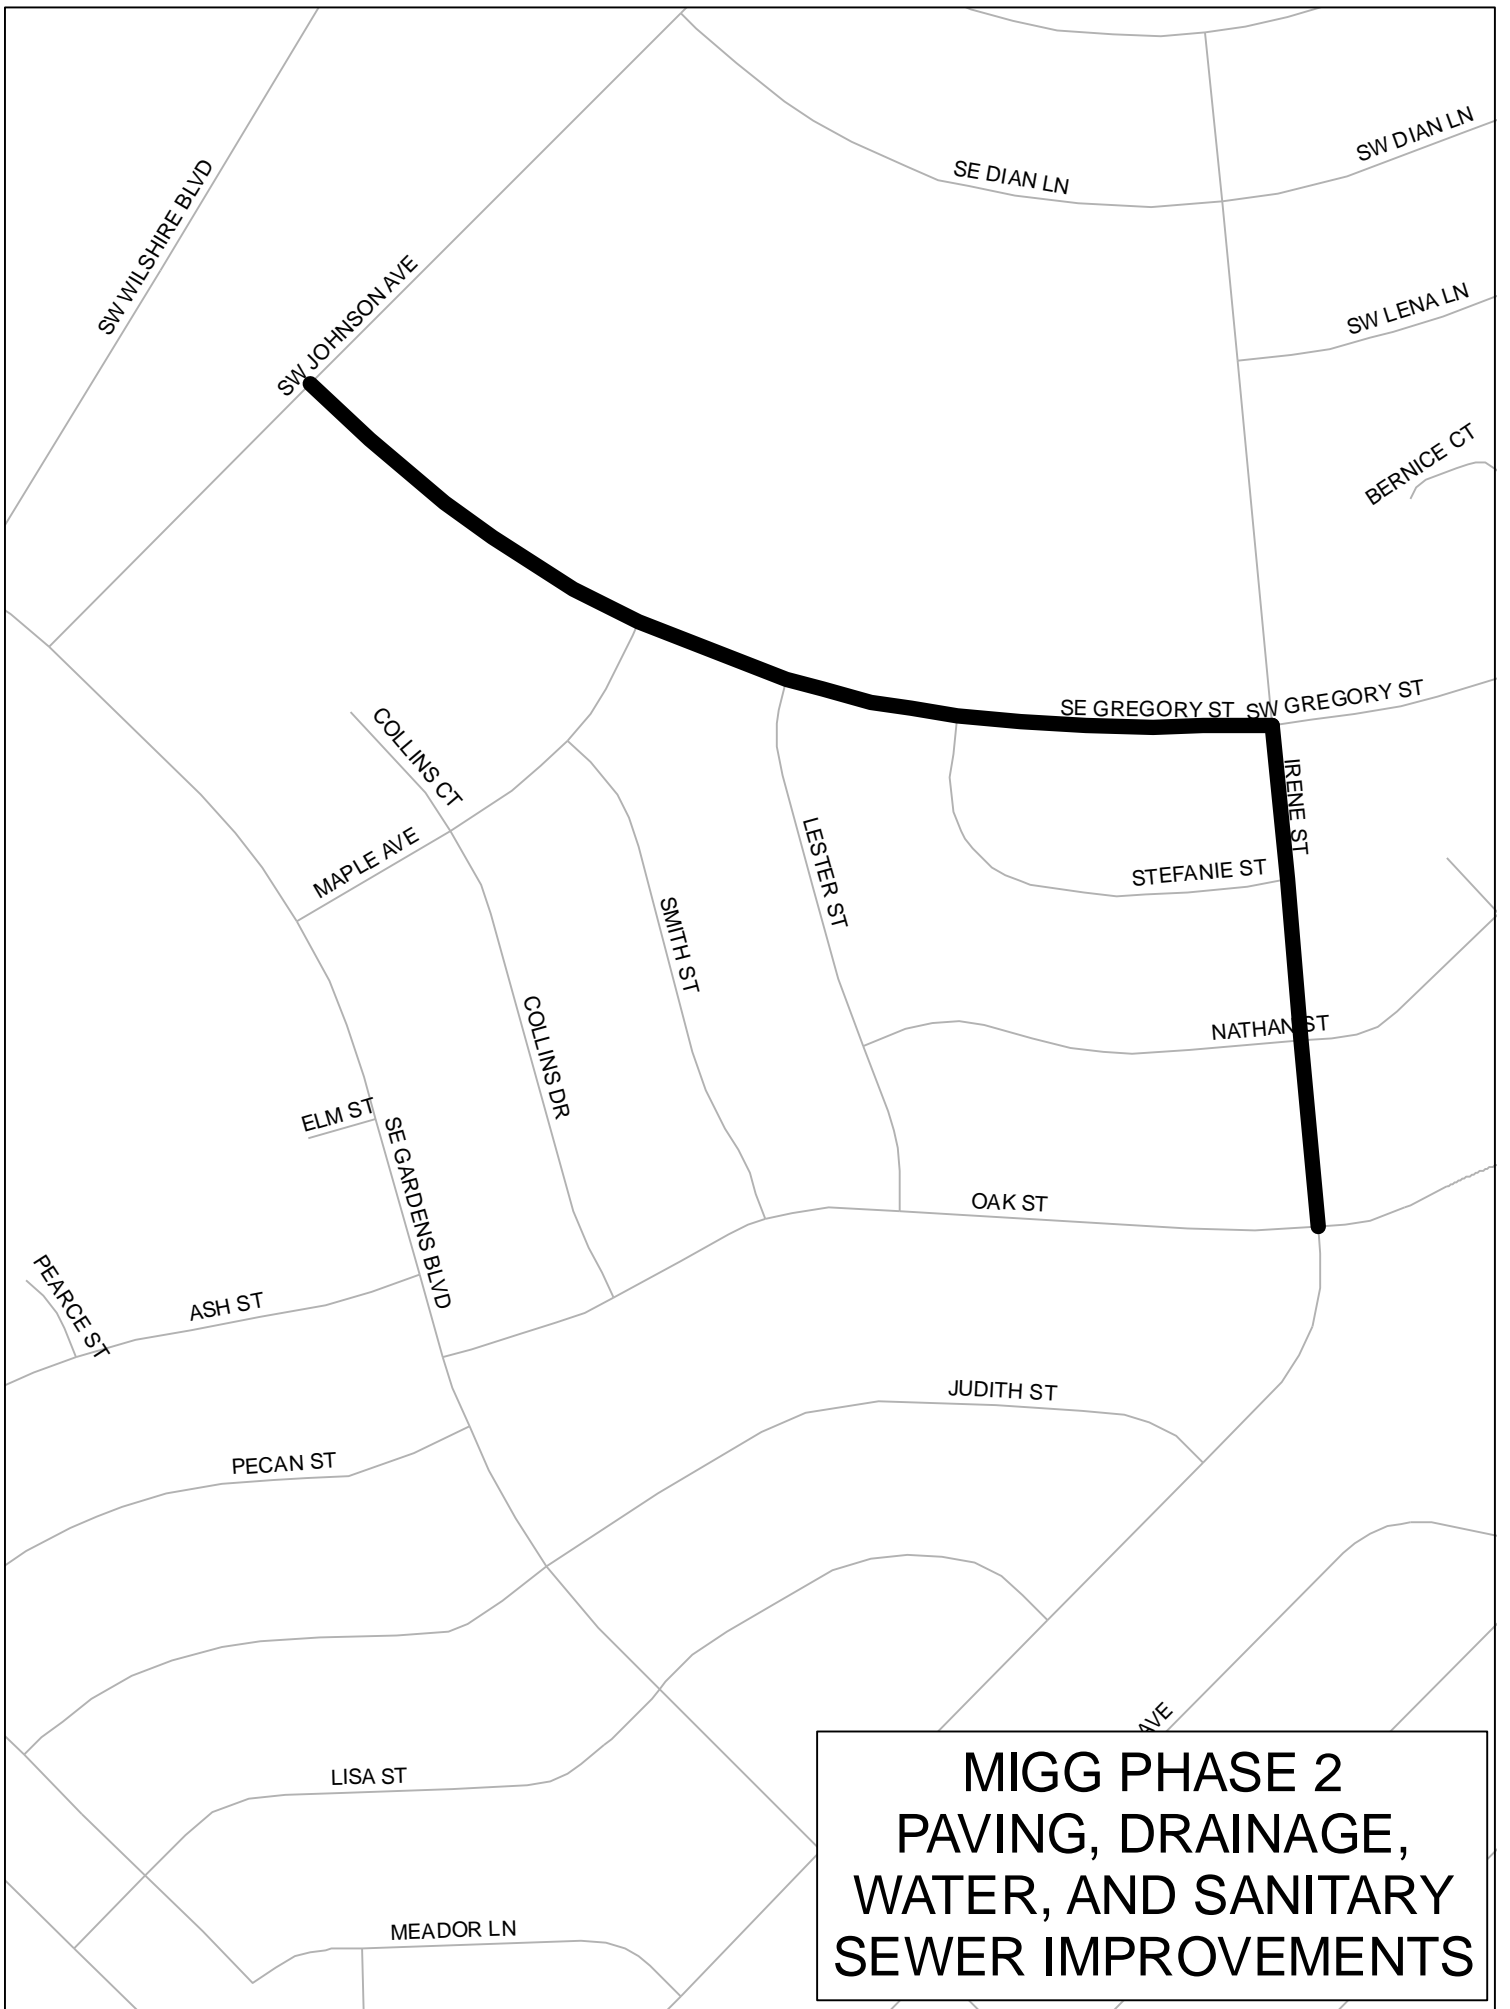 SW DIAN LN
SE DIAN LN
SW WILSHIRE BLVD
SW JOHNSON AVE
SW LENA LN
BERNICE CT
SE GREGORY ST
SW GREGORY ST
COLLINS CT
IRENE ST
MAPLE AVE
LESTER ST
STEFANIE ST
SMITH ST
COLLINS DR
NATHAN ST
ELM ST
SE GARDENS BLVD
OAK ST
PEARCE ST
ASH ST
JUDITH ST
PECAN ST
AVE
LISA ST
MEADOR LN
MIGG PHASE 2
PAVING, DRAINAGE,
WATER, AND SANITARY
SEWER IMPROVEMENTS